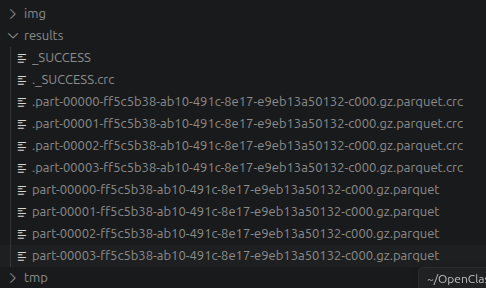 img
results
_SUCCESS
._SUCCESS.crc
.part-00000-ff5c5b38-ab10-491c-8e17-e9eb13a50132-c000.gz.parquet.crc
.part-00001-ff5c5b38-ab10-491c-8e17-e9eb13a50132-c000.gz.parquet.crc
.part-00002-ff5c5b38-ab10-491c-8e17-e9eb13a50132-c000.gz.parquet.crc
.part-00003-ff5c5b38-ab10-491c-8e17-e9eb13a50132-c000.gz.parquet.crc
part-00000-ff5c5b38-ab10-491c-8e17-e9eb13a50132-c000.gz.parquet
part-00001-ff5c5b38-ab10-491c-8e17-e9eb13a50132-c000.gz.parquet
part-00002-ff5c5b38-ab10-491c-8e17-e9eb13a50132-c000.gz.parquet
part-00003-ff5c5b38-ab10-491c-8e17-e9eb13a50132-c000.gz.parquet
tmp
~/OpenClas